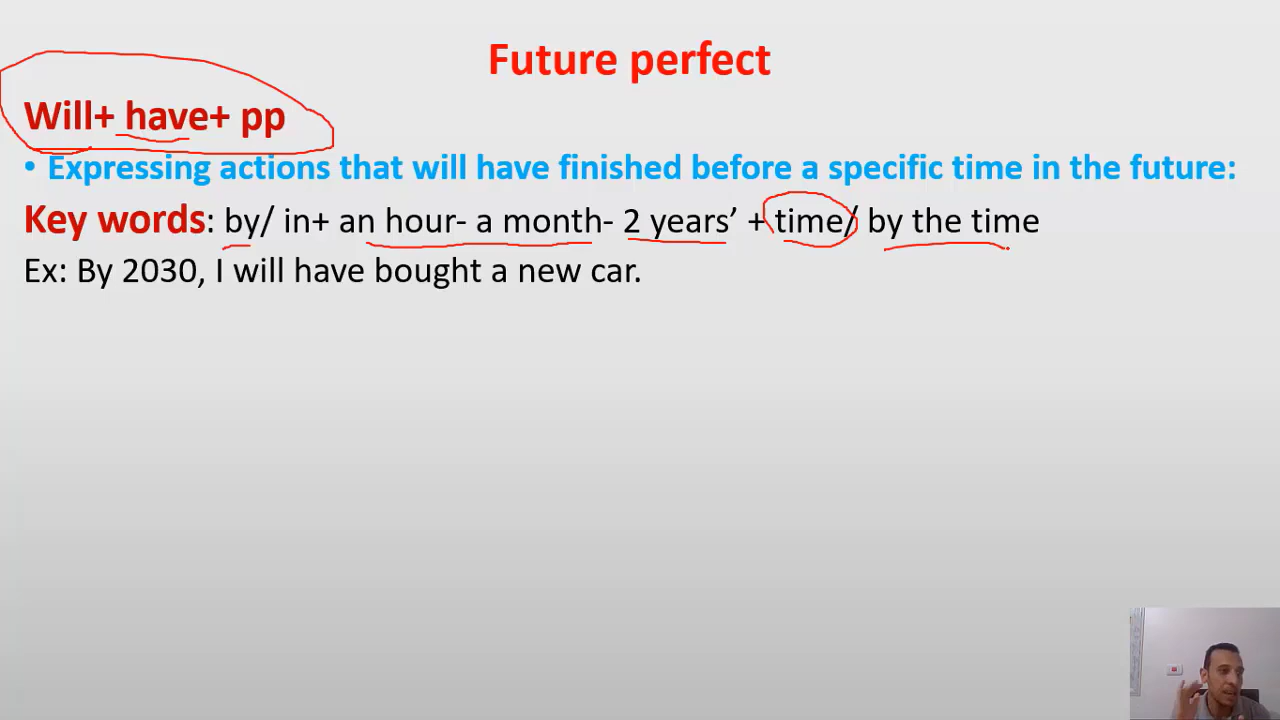 Future perfect
Will+ have+ pp
• Expressing actions that will have finished before a specific time in the future:
Key words: by/ in+ an hour- a month- 2 years’ + time/ by the time
Ex: By 2030, I will have bought a new car.